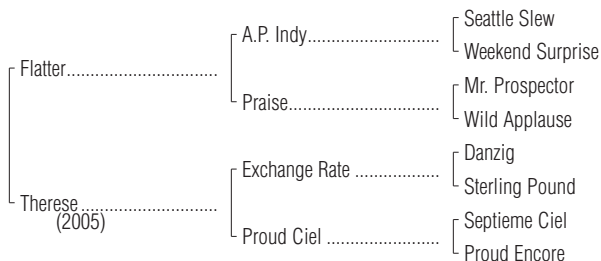 Seattle Slew
A.P. Indy..............................
Weekend Surprise
Flatter...................................
Mr. Prospector
Praise...................................
Wild Applause
Danzig
Exchange Rate ...................
Sterling Pound
Therese ...............................
(2005)
Septieme Ciel
Proud Ciel ..........................
Proud Encore